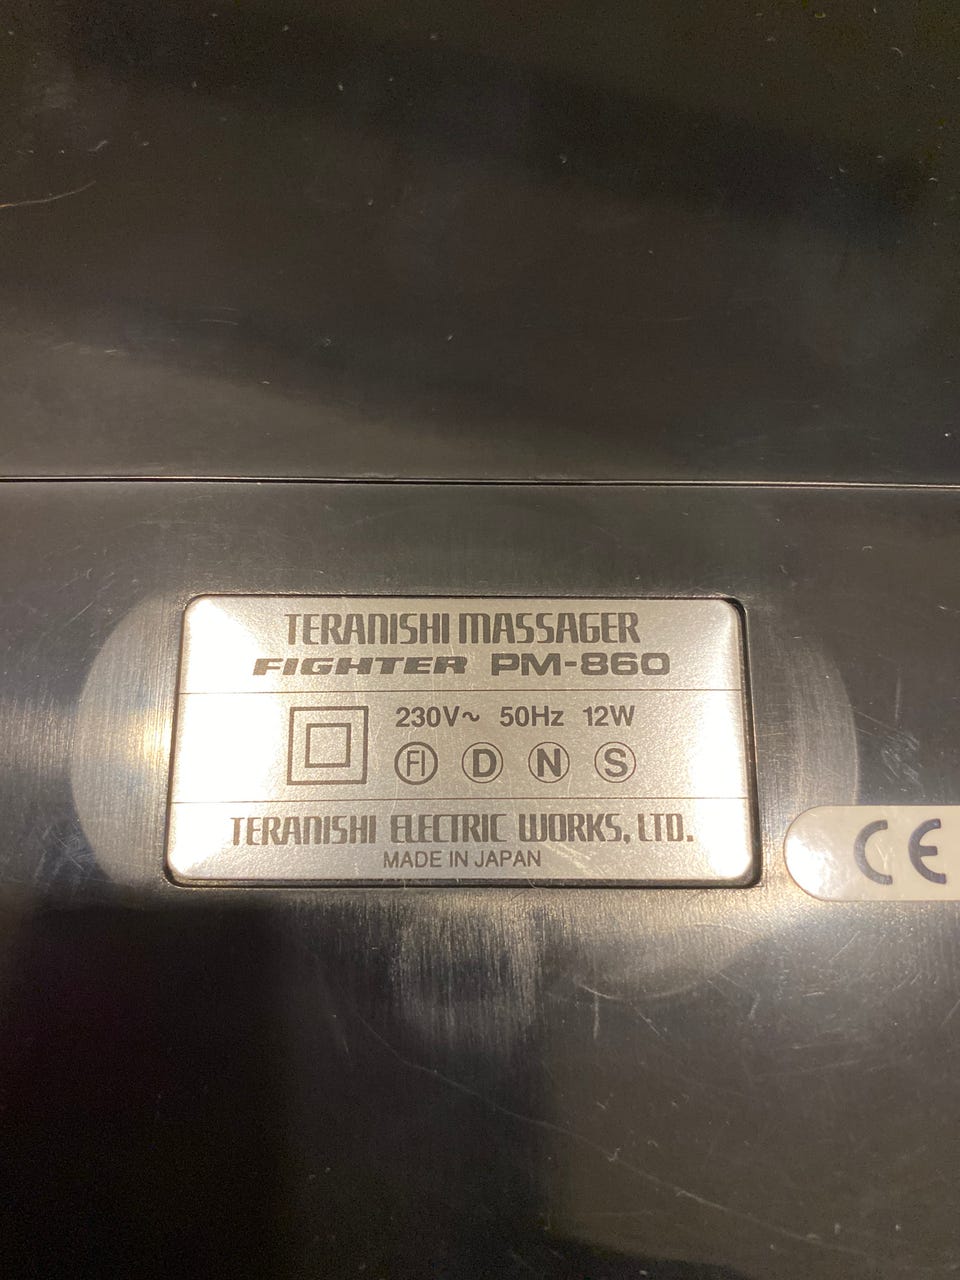 TERANISHI MASSAGER
FIGHTER PM-860
230V~ 50Hz 12W
FI D N S
TERANISHI ELECTRIC WORKS, LTD.
MADE IN JAPAN
CE